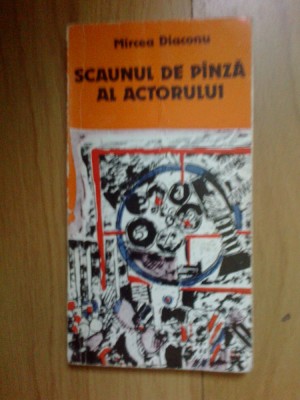 Mircea Diaconu
SCAUNUL DE PÎNZĂ
AL ACTORULUI